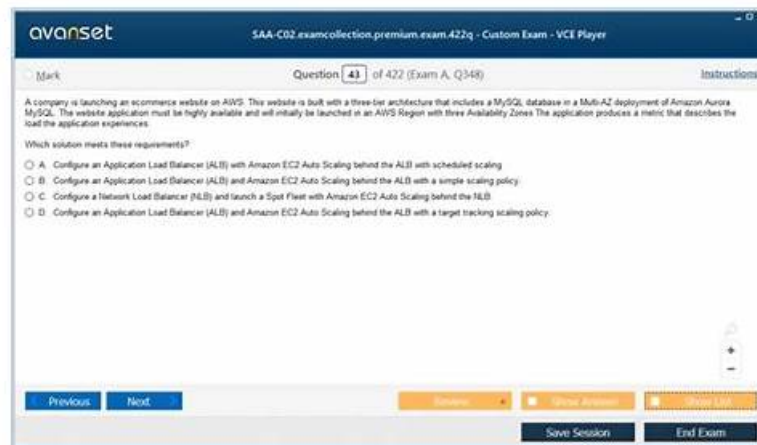 avanset
SAA-C02.examcollection.premium.exam.422q - Custom Exam - VCE Player
Mark
Question 43 of 422 (Exam A, Q348)
Instructions
A company is launching an ecommerce website on AWS. This website is built with a three-tier architecture that includes a MySQL database in a Multi-AZ deployment of Amazon Aurora
MySQL. The website application must be highly available and will initially be launched in an AWS Region with three Availability Zones The application produces a metric that describes the
load the application experiences.
Which solution meets these requirements?
A. Configure an Application Load Balancer (ALB) with Amazon EC2 Auto Scaling behind the ALB with scheduled scaling
B. Configure an Application Load Balancer (ALB) and Amazon EC2 Auto Scaling behind the ALB with a simple scaling policy.
C. Configure a Network Load Balancer (NLB) and launch a Spot Fleet with Amazon EC2 Auto Scaling behind the NLB
D. Configure an Application Load Balancer (ALB) and Amazon EC2 Auto Scaling behind the ALB with a target tracking scaling policy.
Previous
Next
Review
Show Answer
Show List
Save Session
End Exam